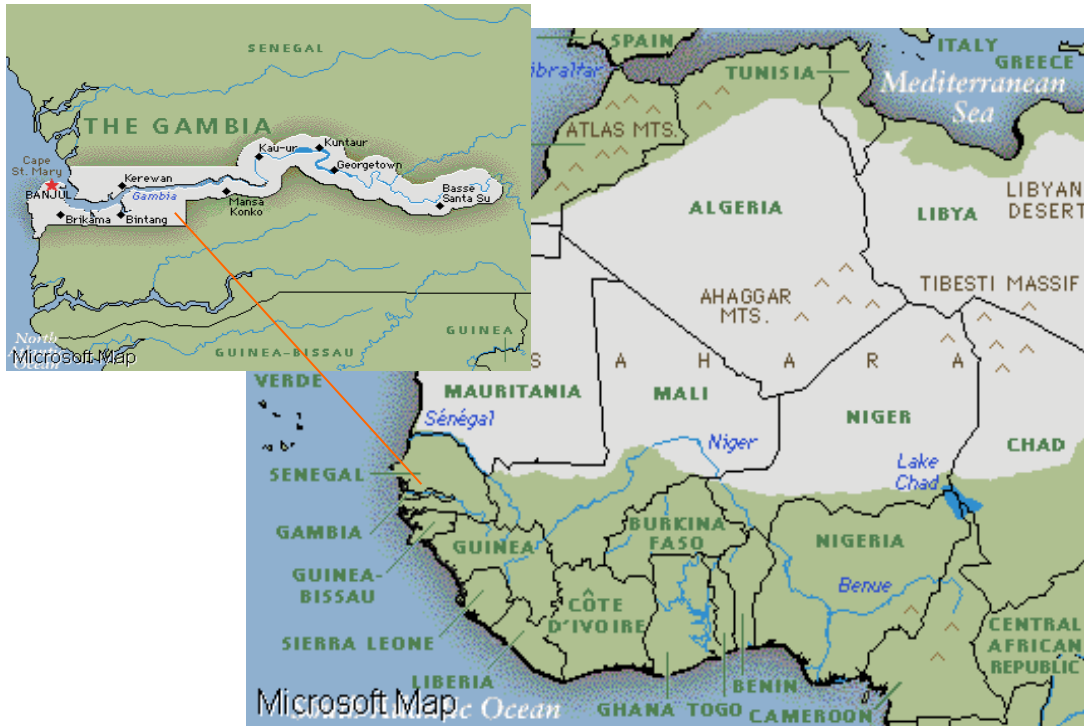 SENEGAL
THE GAMBIA
Kau-ur
Kuntaur
Georgetown
Cape
St. Mary
BANJUL
Kerewan
Gambia
Mansa
Konko
Basse
Santa Su
Brikama
Bintang
GUINEA
GUINEA-BISSAU
North
Ocean
Microsoft Map
SPAIN
ITALY
GREECE
TUNISIA
Mediterranean
Sea
ATLAS MTS.
ALGERIA
LIBYA
LIBYAN
DESERT
AHAGGAR
MTS.
TIBESTI MASSIF
S A H A R A
VERDE
MAURITANIA
MALI
NIGER
CHAD
Sénégal
Niger
Lake
Chad
SENEGAL
GAMBIA
GUINEA-
BISSAU
SIERRA LEONE
LIBERIA
GUINEA
BURKINA
FASO
NIGERIA
Benue
CÔTE
D'IVOIRE
CENTRAL
AFRICAN
REPUBLIC
GHANA
TOGO
BENIN
CAMEROON
Microsoft Map
Ocean